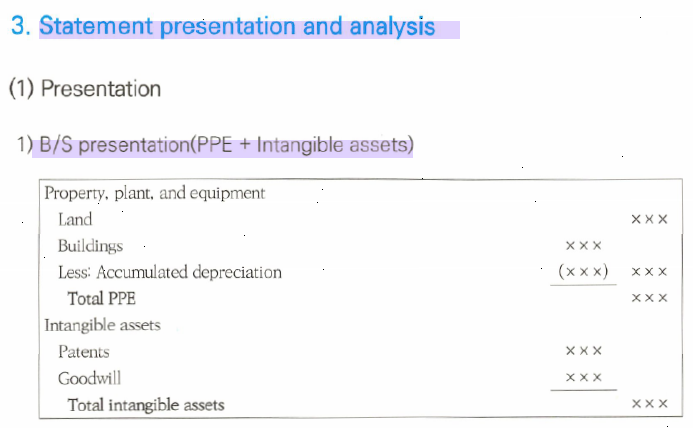 3. Statement presentation and analysis
(1) Presentation
1) B/S presentation(PPE + Intangible assets)
Property, plant, and equipment
Land ×××
Buildings ×××
Less: Accumulated depreciation (×××) ×××
Total PPE ×××
Intangible assets
Patents ×××
Goodwill ×××
Total intangible assets ×××